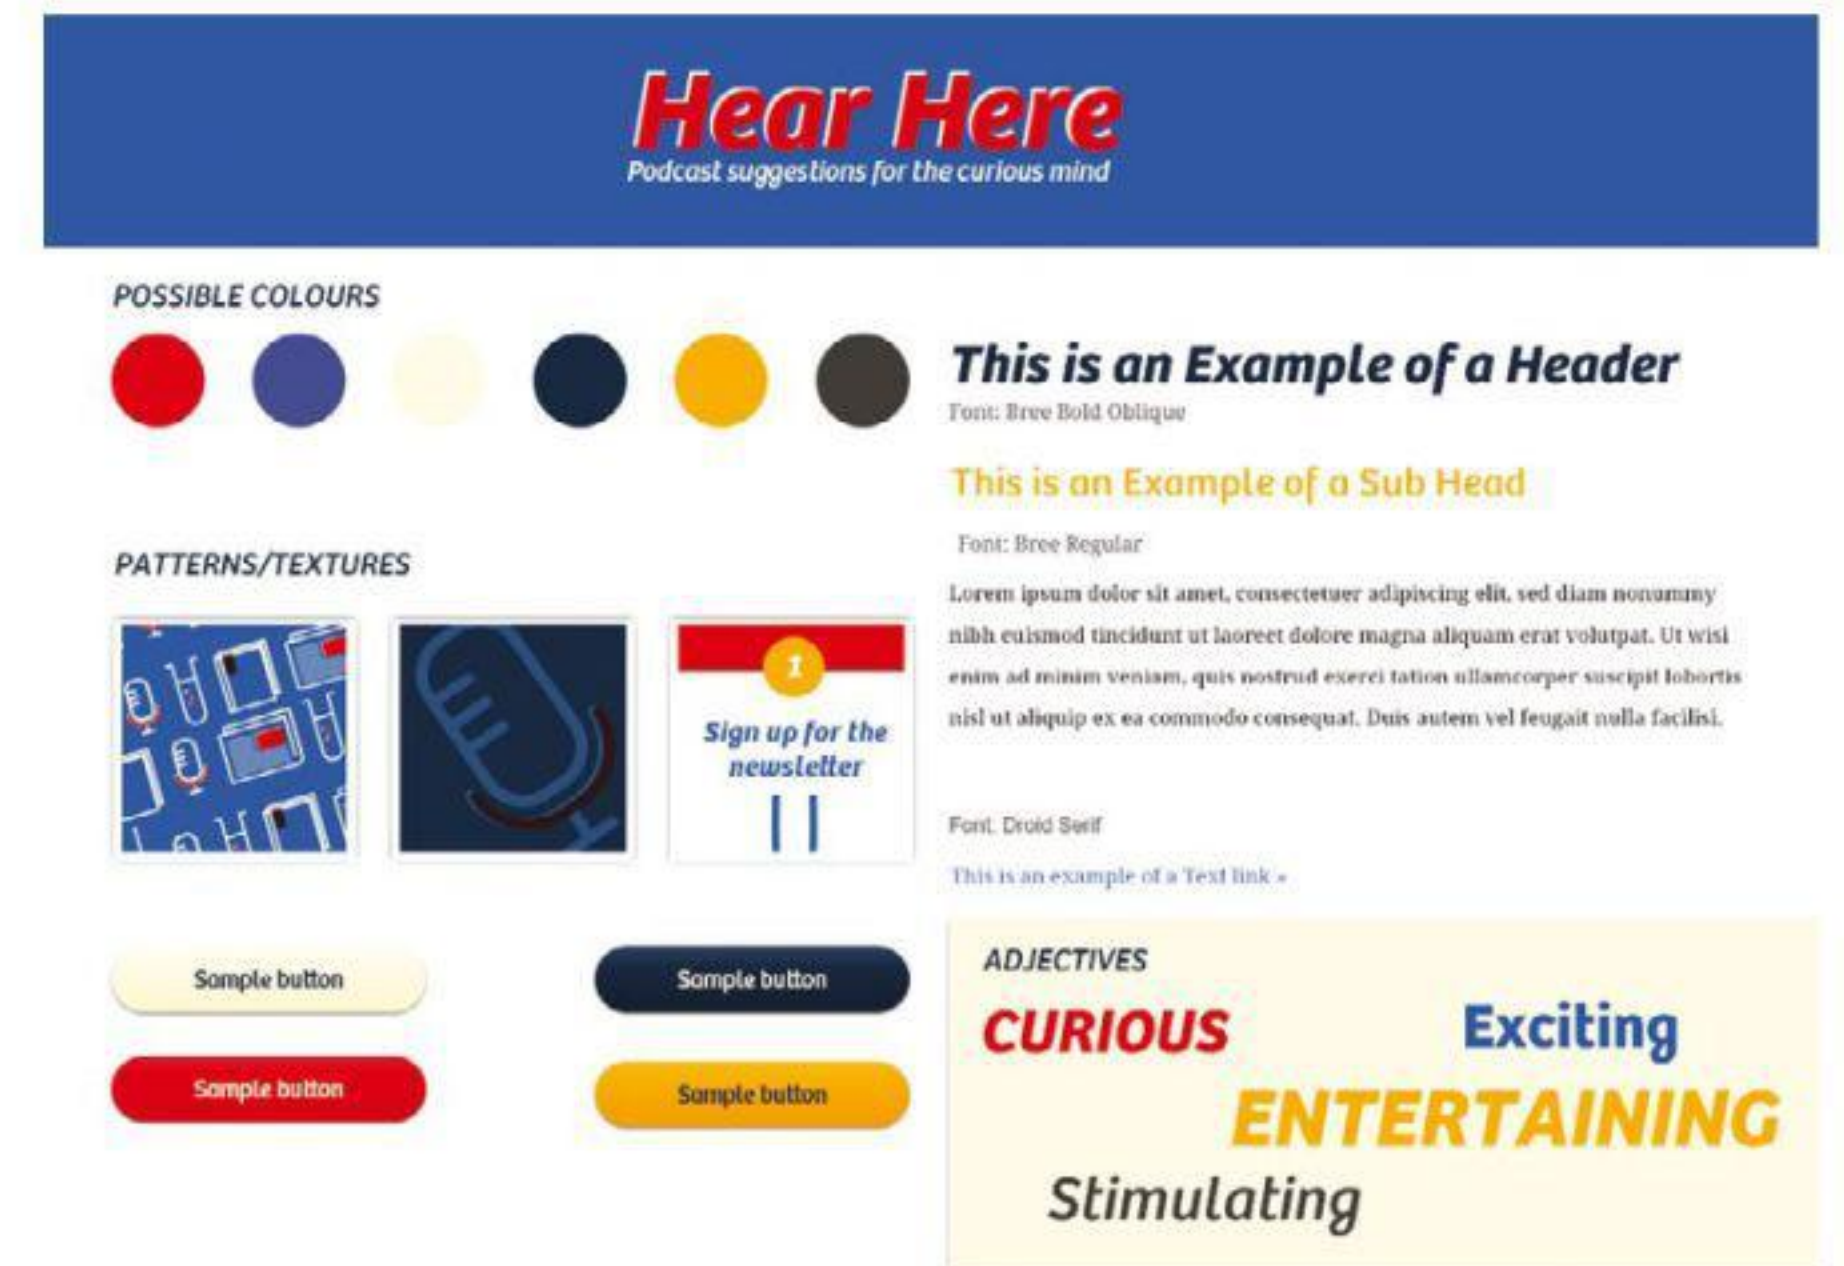 Hear Here
Podcast suggestions for the curious mind
POSSIBLE COLOURS
This is an Example of a Header
Font: Bree Bold Oblique
This is an Example of a Sub Head
Font: Bree Regular
Lorem ipsum dolor sit amet, consectetuer adipiscing elit, sed diam nonummy
nibh euismod tincidunt ut laoreet dolore magna aliquam erat volutpat. Ut wisi
enim ad minim veniam, quis nostrud exerci tation ullamcorper suscipit lobortis
nisl ut aliquip ex ea commodo consequat. Duis autem vel feugait nulla facilisi.
Font: Droid Serif
This is an example of a Text link »
PATTERNS/TEXTURES
1
Sign up for the
newsletter
Sample button
Sample button
Sample button
Sample button
ADJECTIVES
CURIOUS
Exciting
ENTERTAINING
Stimulating